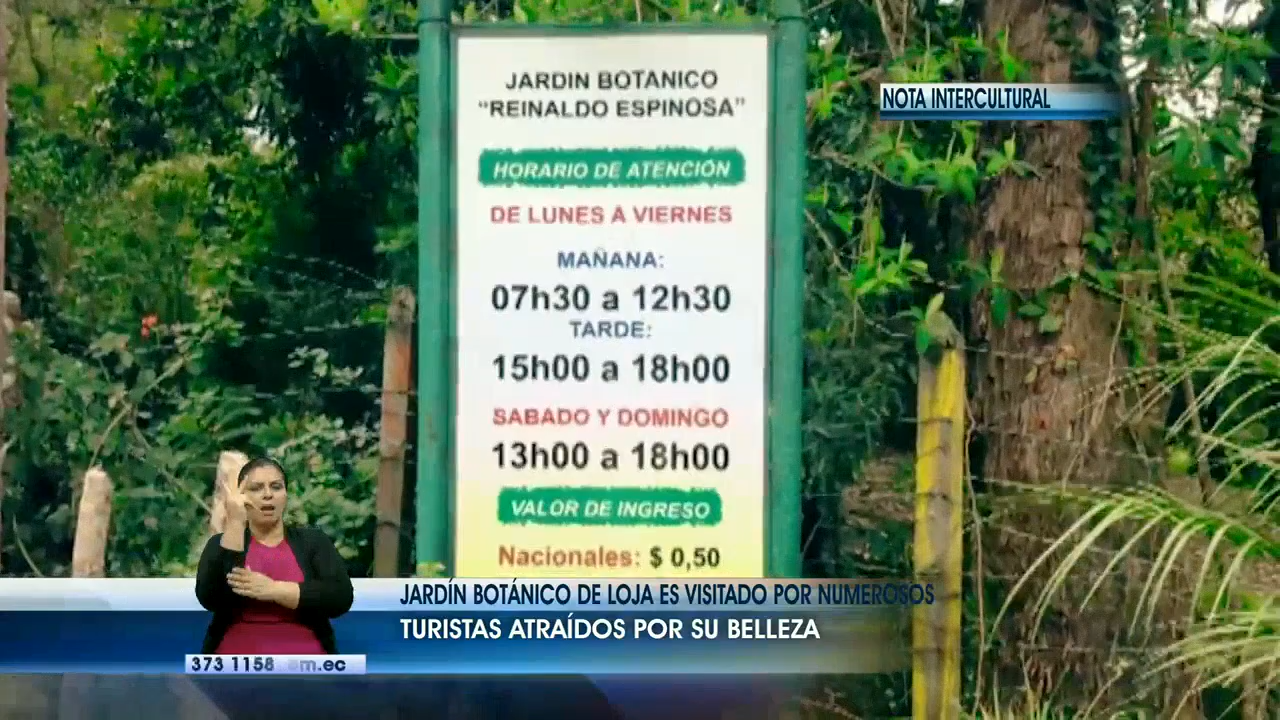 JARDIN BOTANICO
“REINALDO ESPINOSA”
HORARIO DE ATENCIÓN
DE LUNES A VIERNES
MAÑANA:
07h30 a 12h30
TARDE:
15h00 a 18h00
SABADO Y DOMINGO
13h00 a 18h00
VALOR DE INGRESO
Nacionales: $ 0,50
NOTA INTERCULTURAL
JARDÍN BOTÁNICO DE LOJA ES VISITADO POR NUMEROSOS
TURISTAS ATRAÍDOS POR SU BELLEZA
373 1158